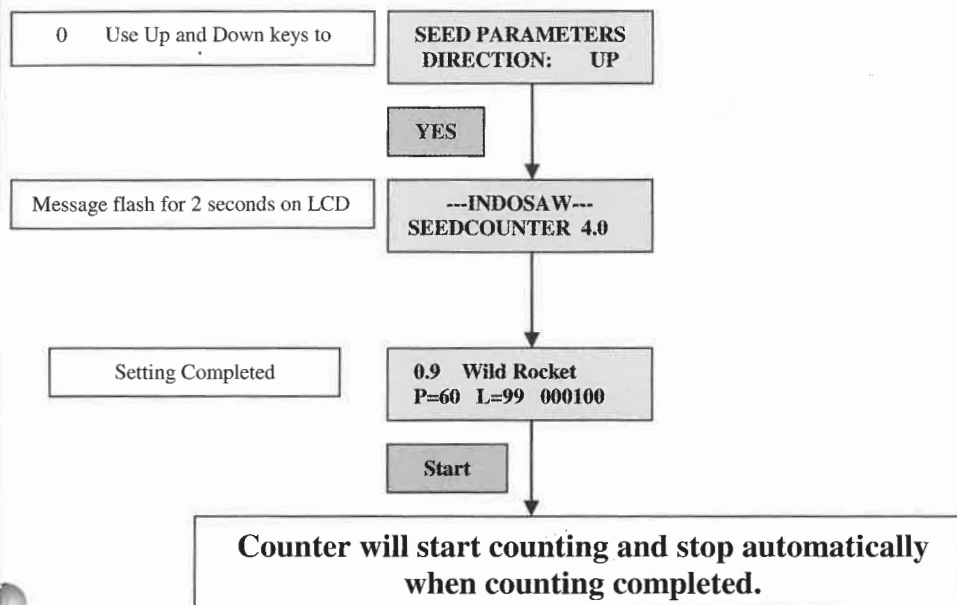 0 Use Up and Down keys to
SEED PARAMETERS
DIRECTION: UP
YES
Message flash for 2 seconds on LCD
---INDOSAW---
SEEDCOUNTER 4.0
Setting Completed
0.9 Wild Rocket
P=60 L=99 000100
Start
Counter will start counting and stop automatically
when counting completed.